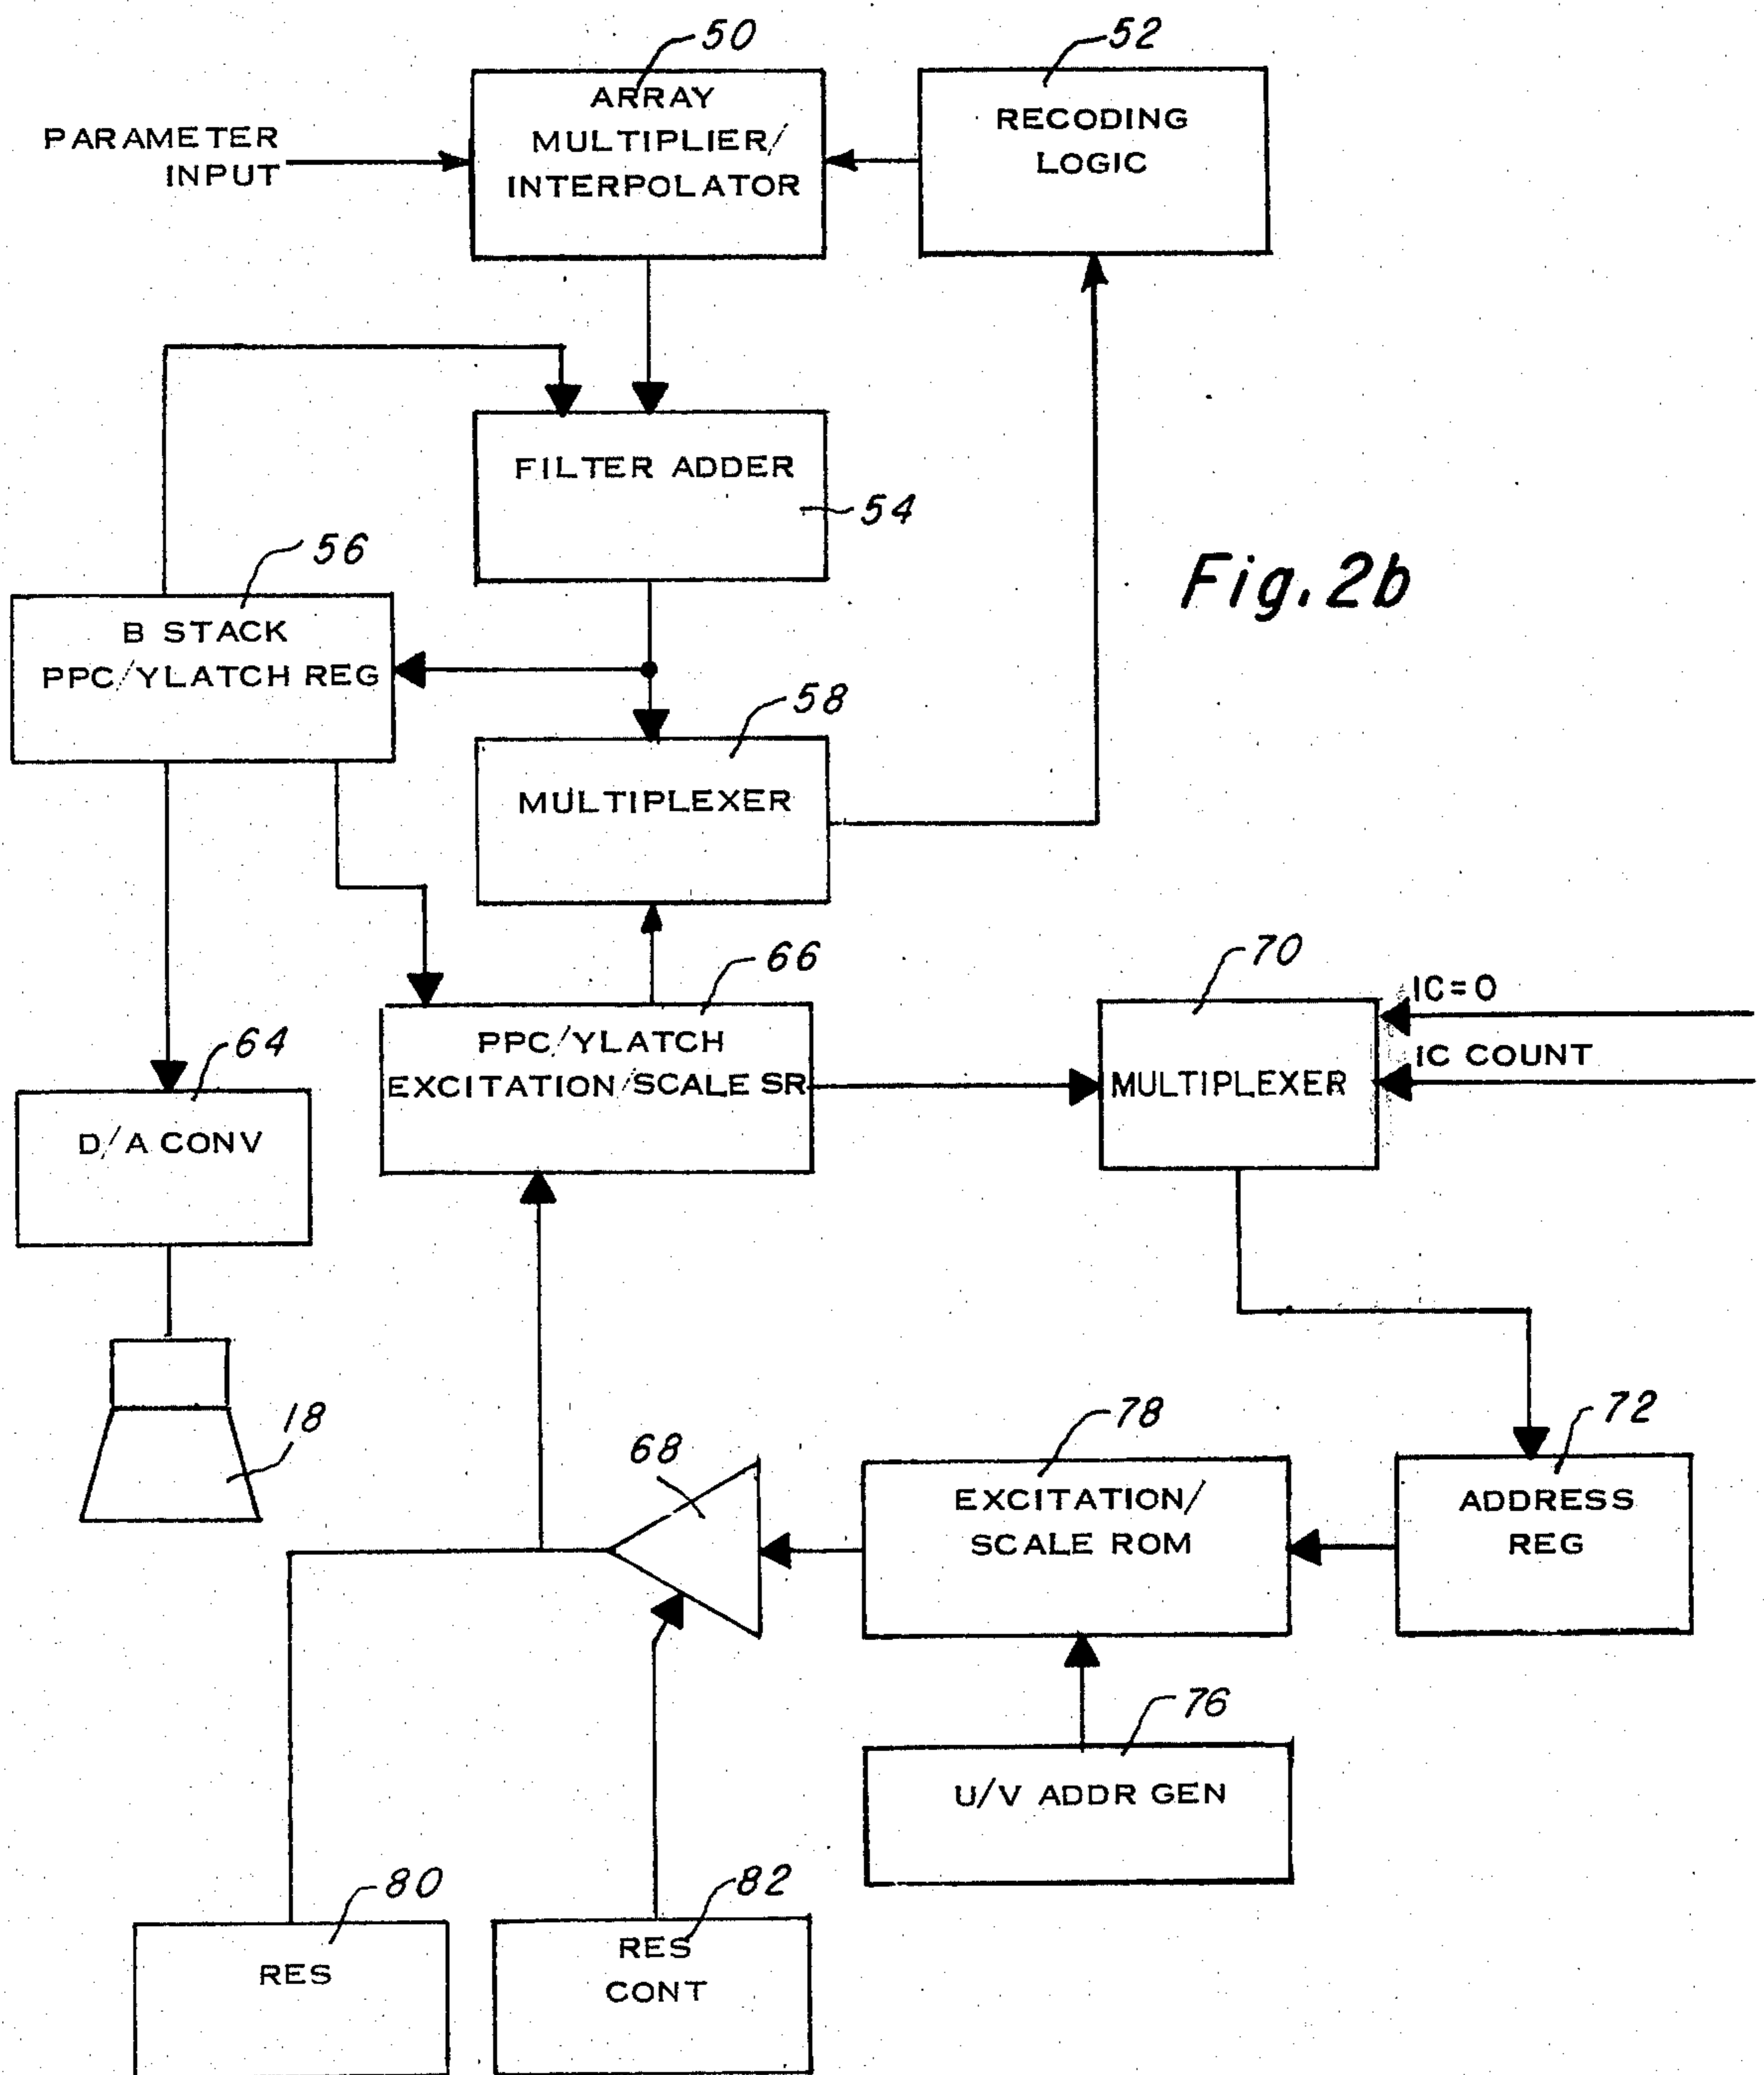 50
52
ARRAY
MULTIPLIER/
INTERPOLATOR
RECODING
LOGIC
PARAMETER
INPUT
FILTER ADDER
54
Fig. 2b
56
B STACK
PPC/YLATCH REG
58
MULTIPLEXER
66
PPC/YLATCH
EXCITATION/SCALE SR
70
MULTIPLEXER
IC=0
IC COUNT
64
D/A CONV
18
68
78
EXCITATION/
SCALE ROM
72
ADDRESS
REG
76
U/V ADDR GEN
80
RES
82
RES
CONT